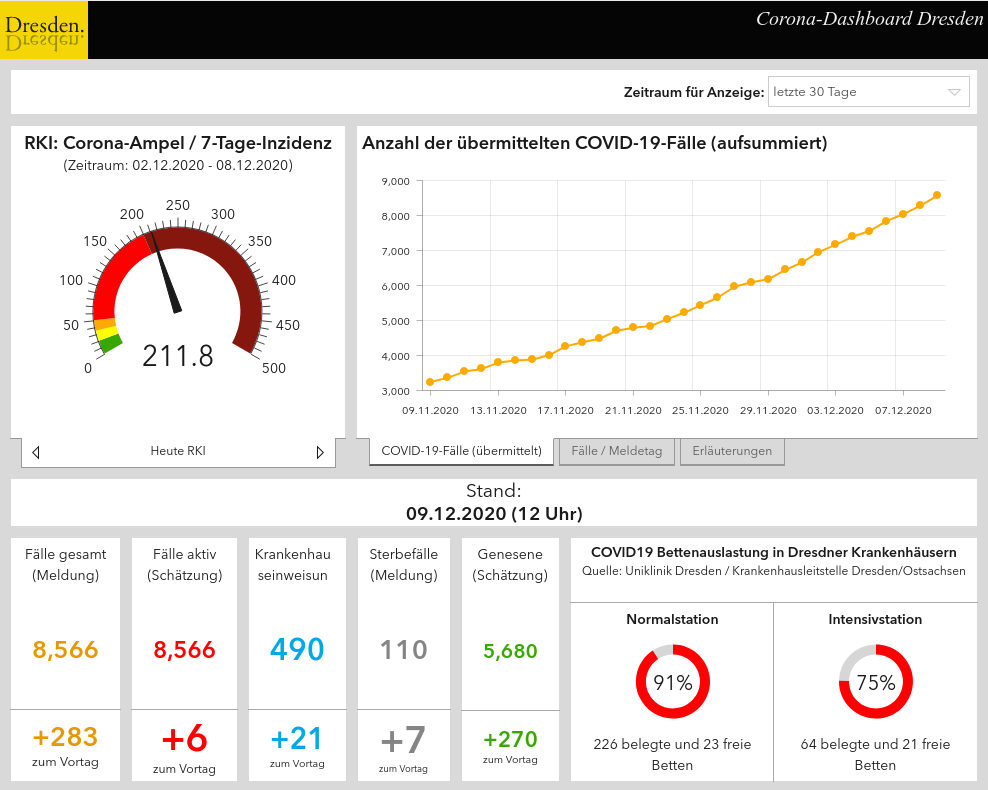 Dresden.
Corona-Dashboard Dresden
Zeitraum für Anzeige: letzte 30 Tage
RKI: Corona-Ampel / 7-Tage-Inzidenz
(Zeitraum: 02.12.2020 - 08.12.2020)
0
50
100
150
200
250
300
350
400
450
500
211.8
Heute RKI
Anzahl der übermittelten COVID-19-Fälle (aufsummiert)
9,000
8,000
7,000
6,000
5,000
4,000
3,000
09.11.2020 13.11.2020 17.11.2020 21.11.2020 25.11.2020 29.11.2020 03.12.2020 07.12.2020
COVID-19-Fälle (übermittelt) Fälle / Meldetag Erläuterungen
Stand:
09.12.2020 (12 Uhr)
Fälle gesamt
(Meldung)
8,566
+283
zum Vortag
Fälle aktiv
(Schätzung)
8,566
+6
zum Vortag
Krankenhau
seinweisun
490
+21
zum Vortag
Sterbefälle
(Meldung)
110
+7
zum Vortag
Genesene
(Schätzung)
5,680
+270
zum Vortag
COVID19 Bettenauslastung in Dresdner Krankenhäusern
Quelle: Uniklinik Dresden / Krankenhausleitstelle Dresden/Ostsachsen
Normalstation
91%
226 belegte und 23 freie
Betten
Intensivstation
75%
64 belegte und 21 freie
Betten